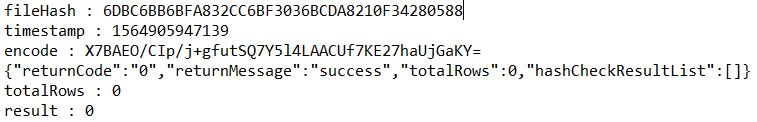 fileHash : 6DBC6BB6BFA832CC6BF3036BCDA8210F34280588
timestamp : 1564905947139
encode : X7BAEO/CIp/j+gfutSQ7Y5l4LAACUf7KE27haUjGaKY=
{"returnCode":"0","returnMessage":"success","totalRows":0,"hashCheckResultList":[]}
totalRows : 0
result : 0